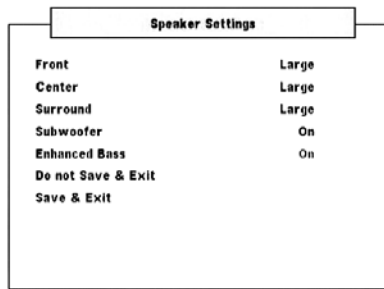 Speaker Settings
Front Large
Center Large
Surround Large
Subwoofer On
Enhanced Bass On
Do not Save & Exit
Save & Exit